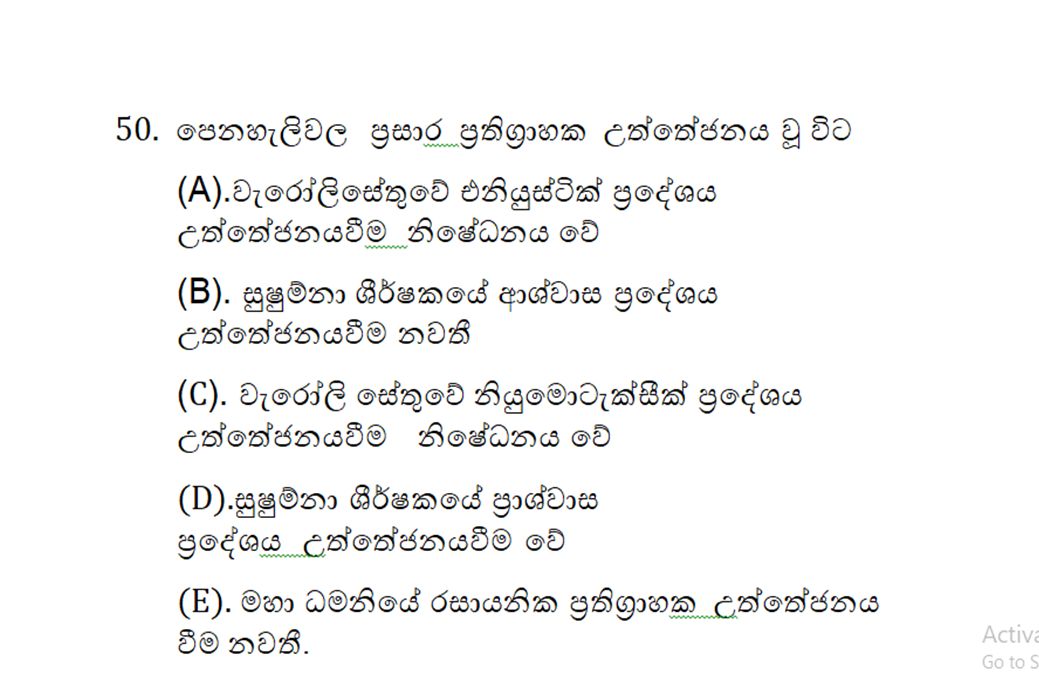 50. පෙනහැලිවල ප්‍රසාර ප්‍රතිග්‍රාහක උත්තේජනය වූ විට
(A).වැරෝලිසේතුවේ එනියුස්ටික් ප්‍රදේශය
උත්තේජනයවීම නිෂේධනය වේ
(B). සුෂුම්නා ශීර්ෂකයේ ආශ්වාස ප්‍රදේශය
උත්තේජනයවීම නවතී
(C). වැරෝලි සේතුවේ නියුමොටැක්සීක් ප්‍රදේශය
උත්තේජනයවීම නිෂේධනය වේ
(D).සුෂුම්නා ශීර්ෂකයේ ප්‍රාශ්වාස
ප්‍රදේශය උත්තේජනයවීම වේ
(E). මහා ධමනියේ රසායනික ප්‍රතිග්‍රාහක උත්තේජනය
වීම නවතී.
Activa
Go to S